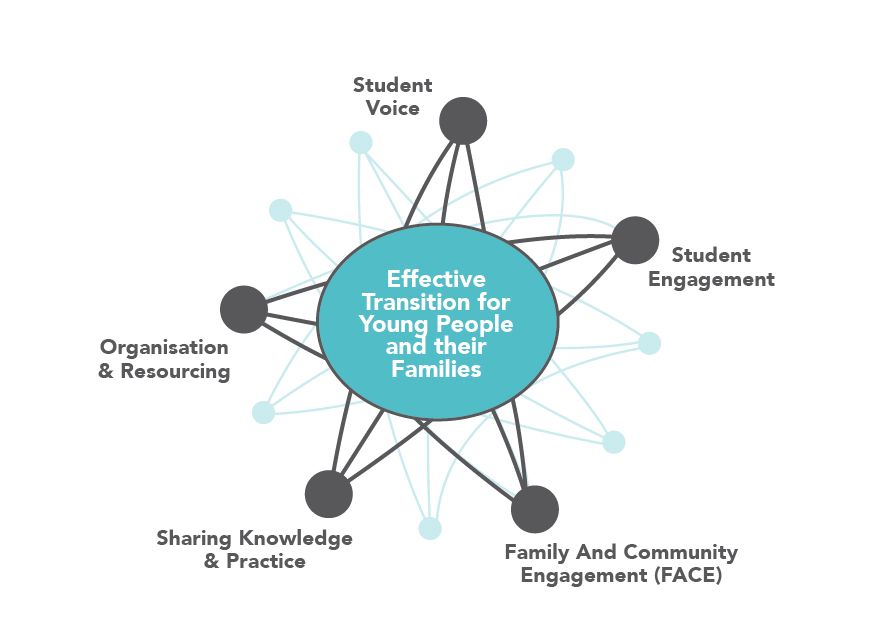 Student
Voice
Student
Engagement
Effective
Transition for
Young People
and their
Families
Organisation
& Resourcing
Sharing Knowledge
& Practice
Family And Community
Engagement (FACE)